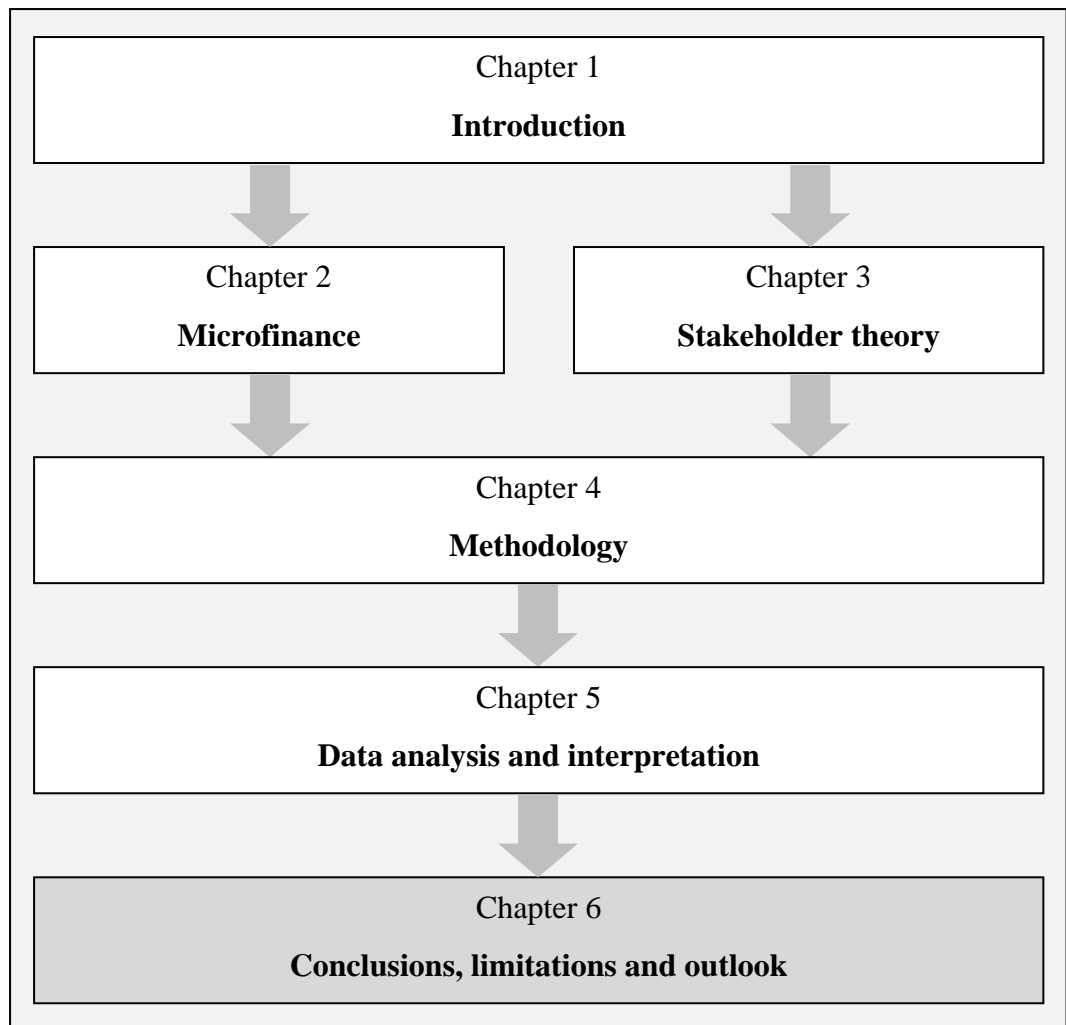 Chapter 1
Introduction
Chapter 2
Microfinance
Chapter 3
Stakeholder theory
Chapter 4
Methodology
Chapter 5
Data analysis and interpretation
Chapter 6
Conclusions, limitations and outlook